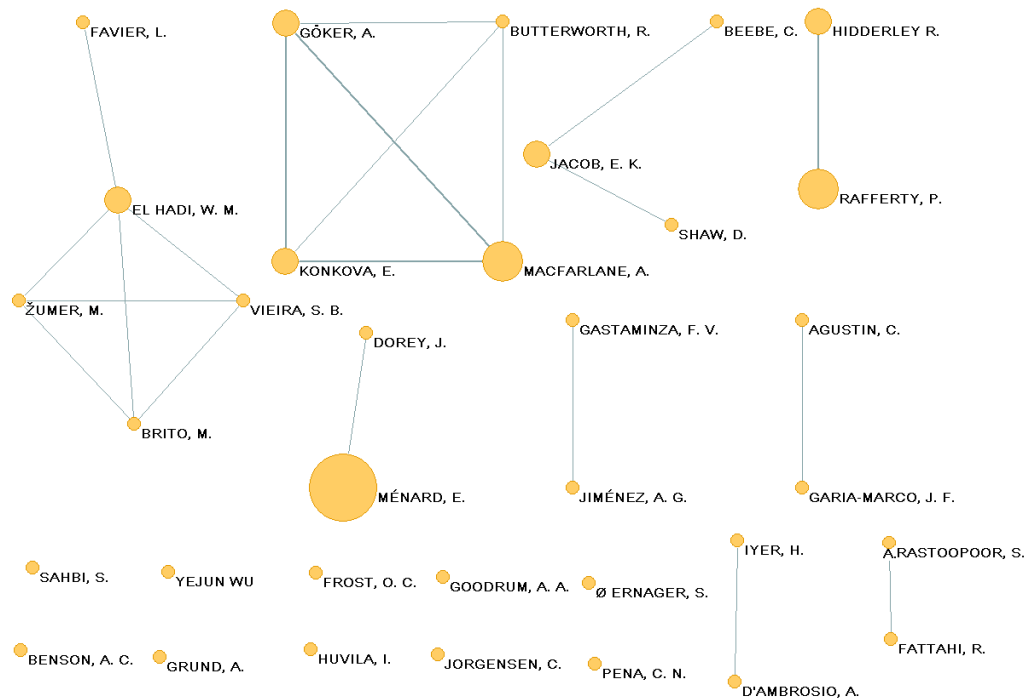 FAVIER, L.
GÖKER, A.
BUTTERWORTH, R.
BEEBE, C.
HIDDERLEY R.
JACOB, E. K.
RAFFERTY, P.
EL HADI, W. M.
SHAW, D.
KONKOVA, E.
MACFARLANE, A.
ŽUMER, M.
VIEIRA, S. B.
DOREY, J.
GASTAMINZA, F. V.
AGUSTIN, C.
BRITO, M.
MÉNARD, E.
JIMÉNEZ, A. G.
GARIA-MARCO, J. F.
IYER, H.
A.RASTOOPOOR, S.
SAHBI, S.
YEJUN WU
FROST, O. C.
GOODRUM, A. A.
Ø ERNAGER, S.
BENSON, A. C.
GRUND, A.
HUVILA, I.
JORGENSEN, C.
PENA, C. N.
FATTAHI, R.
D'AMBROSIO, A.